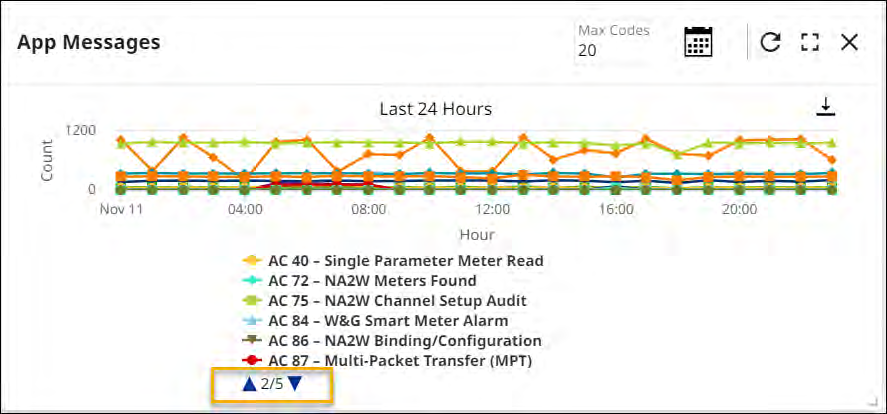 App Messages
Max Codes
20
Last 24 Hours
1200
Count
0
Nov 11 04:00 08:00 12:00 16:00 20:00
Hour
AC 40 – Single Parameter Meter Read
AC 72 – NA2W Meters Found
AC 75 – NA2W Channel Setup Audit
AC 84 – W&G Smart Meter Alarm
AC 86 – NA2W Binding/Configuration
AC 87 – Multi-Packet Transfer (MPT)
2/5